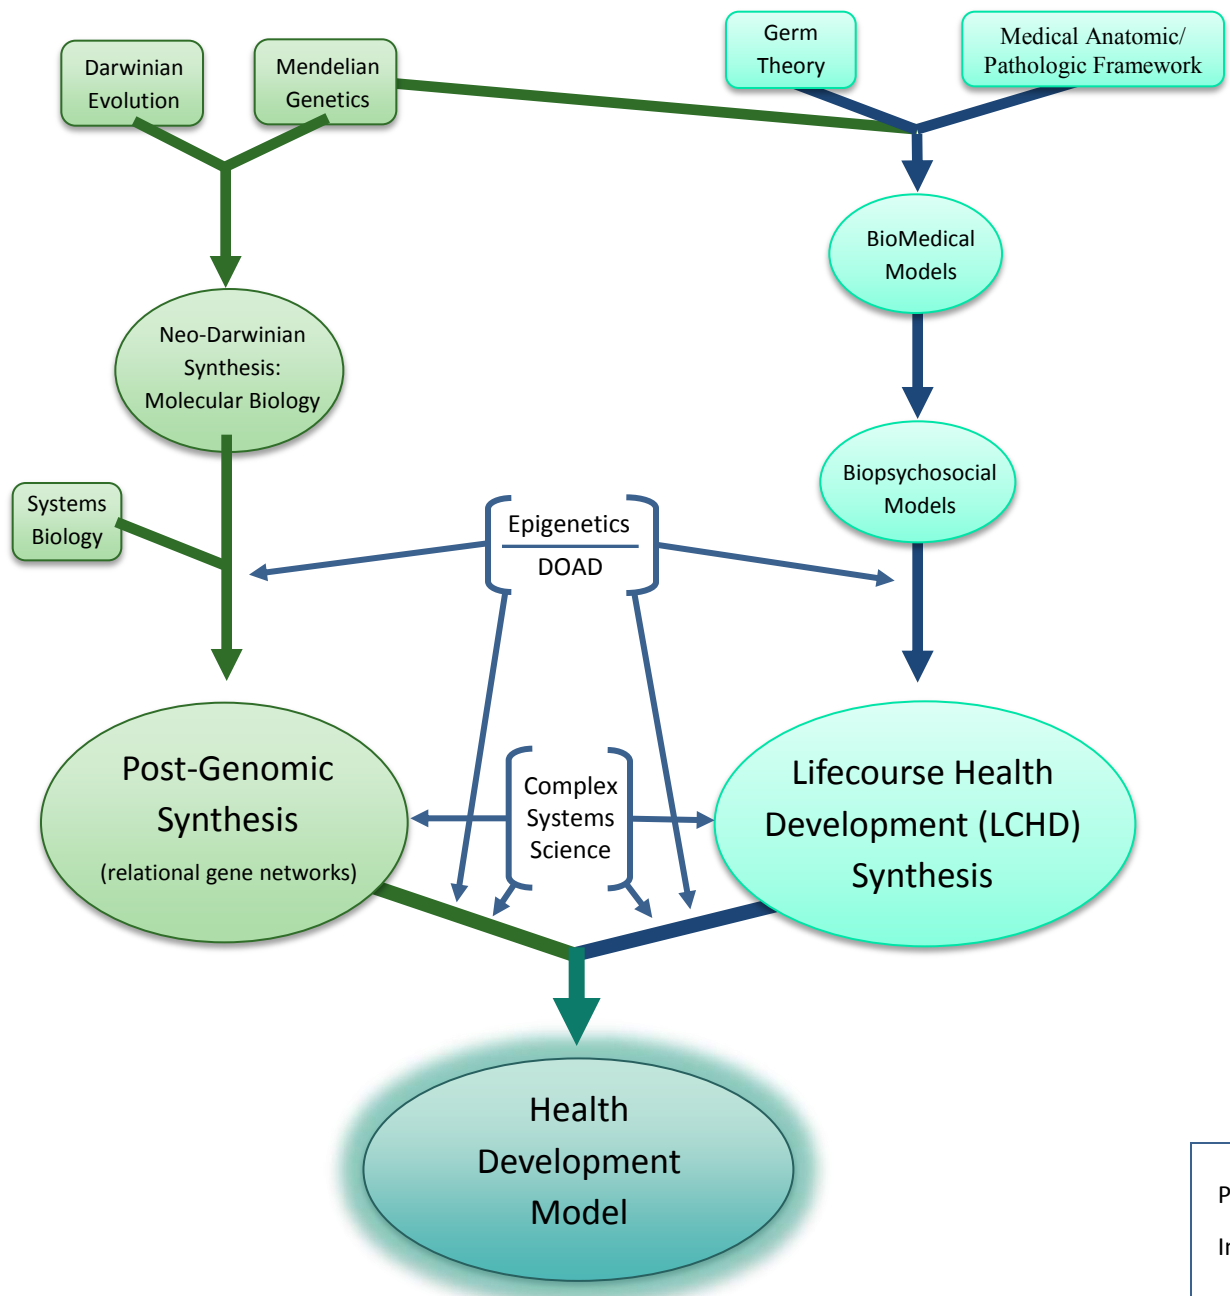 Darwinian
Evolution
Mendelian
Genetics
Germ
Theory
Medical Anatomic/
Pathologic Framework
BioMedical
Models
Neo-Darwinian
Synthesis:
Molecular Biology
Biopsychosocial
Models
Systems
Biology
Epigenetics
DOAD
Post-Genomic
Synthesis
(relational gene networks)
Complex
Systems
Science
Lifecourse Health
Development (LCHD)
Synthesis
Health
Development
Model